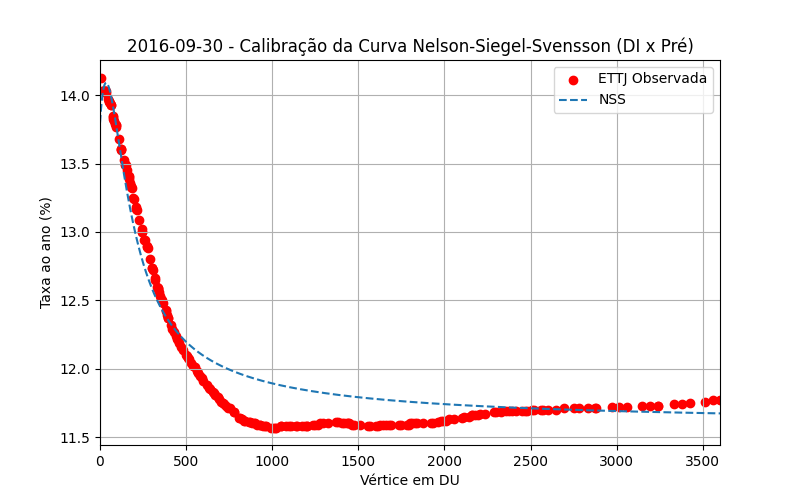 2016-09-30 - Calibração da Curva Nelson-Siegel-Svensson (DI x Pré)
ETTJ Observada
NSS
Taxa ao ano (%)
14.0
13.5
13.0
12.5
12.0
11.5
0 500 1000 1500 2000 2500 3000 3500
Vértice em DU